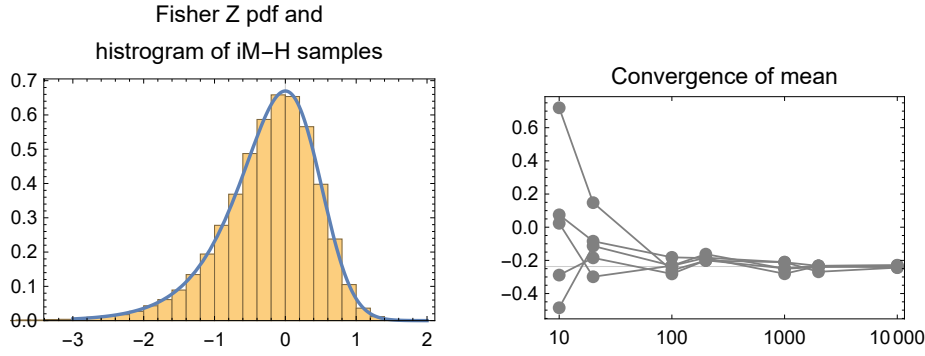 Fisher Z pdf and
histrogram of iM−H samples
0.7
0.6
0.5
0.4
0.3
0.2
0.1
0.0
−3 −2 −1 0 1 2
Convergence of mean
0.6
0.4
0.2
0.0
−0.2
−0.4
10 100 1000 10 000